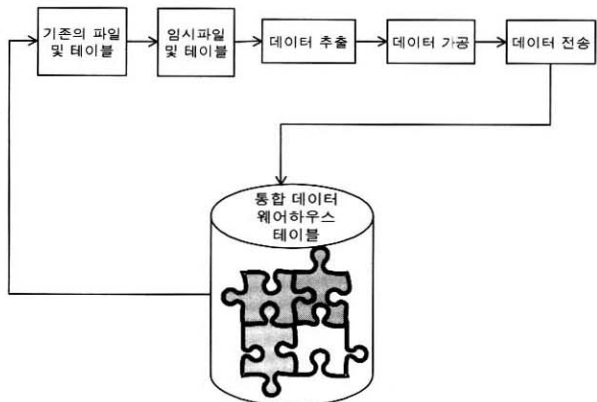 기존의 파일
및 테이블
임시파일
및 테이블
데이터 추출
데이터 가공
데이터 전송
통합 데이터
웨어하우스
테이블